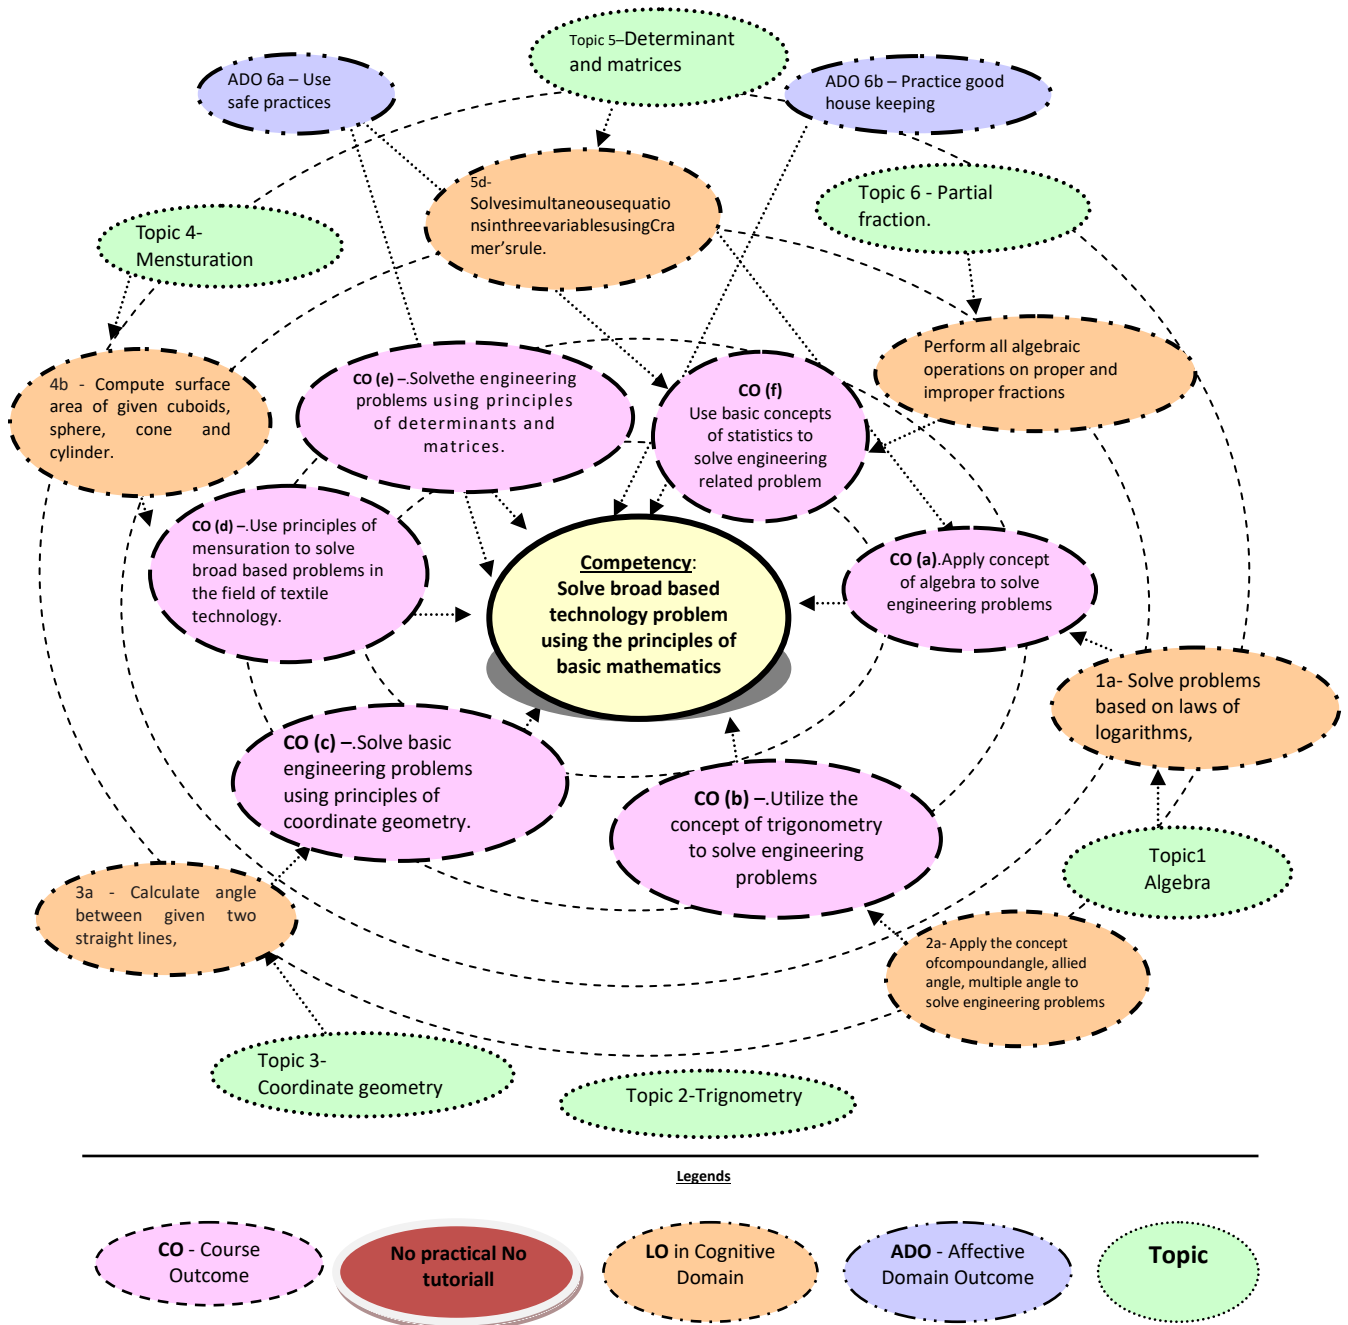 Topic 5–Determinant
and matrices
ADO 6a – Use
safe practices
ADO 6b – Practice good
house keeping
5d-
Solvesimultaneousequatio
nsinthreevariablesusingCra
mer’srule.
Topic 6 - Partial
fraction.
Topic 4-
Mensturation
Perform all algebraic
operations on proper and
improper fractions
4b - Compute surface
area of given cuboids,
sphere, cone and
cylinder.
CO (e) –.Solvethe engineering
problems using principles
of determinants and
matrices.
CO (f)
Use basic concepts
of statistics to
solve engineering
related problem
CO (d) –.Use principles of
mensuration to solve
broad based problems in
the field of textile
technology.
Competency:
Solve broad based
technology problem
using the principles of
basic mathematics
CO (a).Apply concept
of algebra to solve
engineering problems
1a- Solve problems
based on laws of
logarithms,
CO (c) –.Solve basic
engineering problems
using principles of
coordinate geometry.
CO (b) –.Utilize the
concept of trigonometry
to solve engineering
problems
Topic1
Algebra
3a - Calculate angle
between given two
straight lines,
2a- Apply the concept
ofcompoundangle, allied
angle, multiple angle to
solve engineering problems
Topic 3-
Coordinate geometry
Topic 2-Trignometry
Legends
CO - Course
Outcome
No practical No
tutoriall
LO in Cognitive
Domain
ADO - Affective
Domain Outcome
Topic